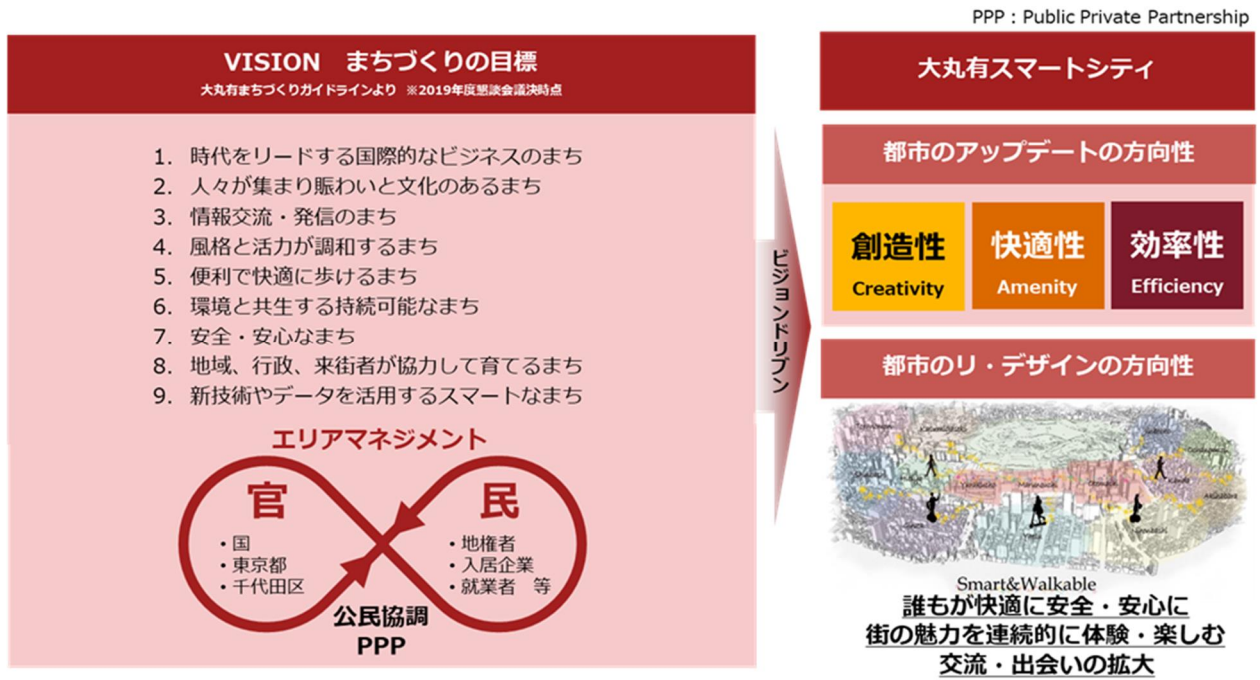 PPP : Public Private Partnership
VISION まちづくりの目標
大丸有まちづくりガイドラインより ※2019年度懇談会議決時点
1. 時代をリードする国際的なビジネスのまち
2. 人々が集まり賑わいと文化のあるまち
3. 情報交流・発信のまち
4. 風格と活力が調和するまち
5. 便利で快適に歩けるまち
6. 環境と共生する持続可能なまち
7. 安全・安心なまち
8. 地域、行政、来街者が協力して育てるまち
9. 新技術やデータを活用するスマートなまち
エリアマネジメント
官
・国
・東京都
・千代田区
民
・地権者
・入居企業
・就業者 等
公民協調
PPP
ビジョンドリブン
大丸有スマートシティ
都市のアップデートの方向性
創造性
Creativity
快適性
Amenity
効率性
Efficiency
都市のリ・デザインの方向性
Smart&Walkable
誰もが快適に安全・安心に
街の魅力を連続的に体験・楽しむ
交流・出会いの拡大